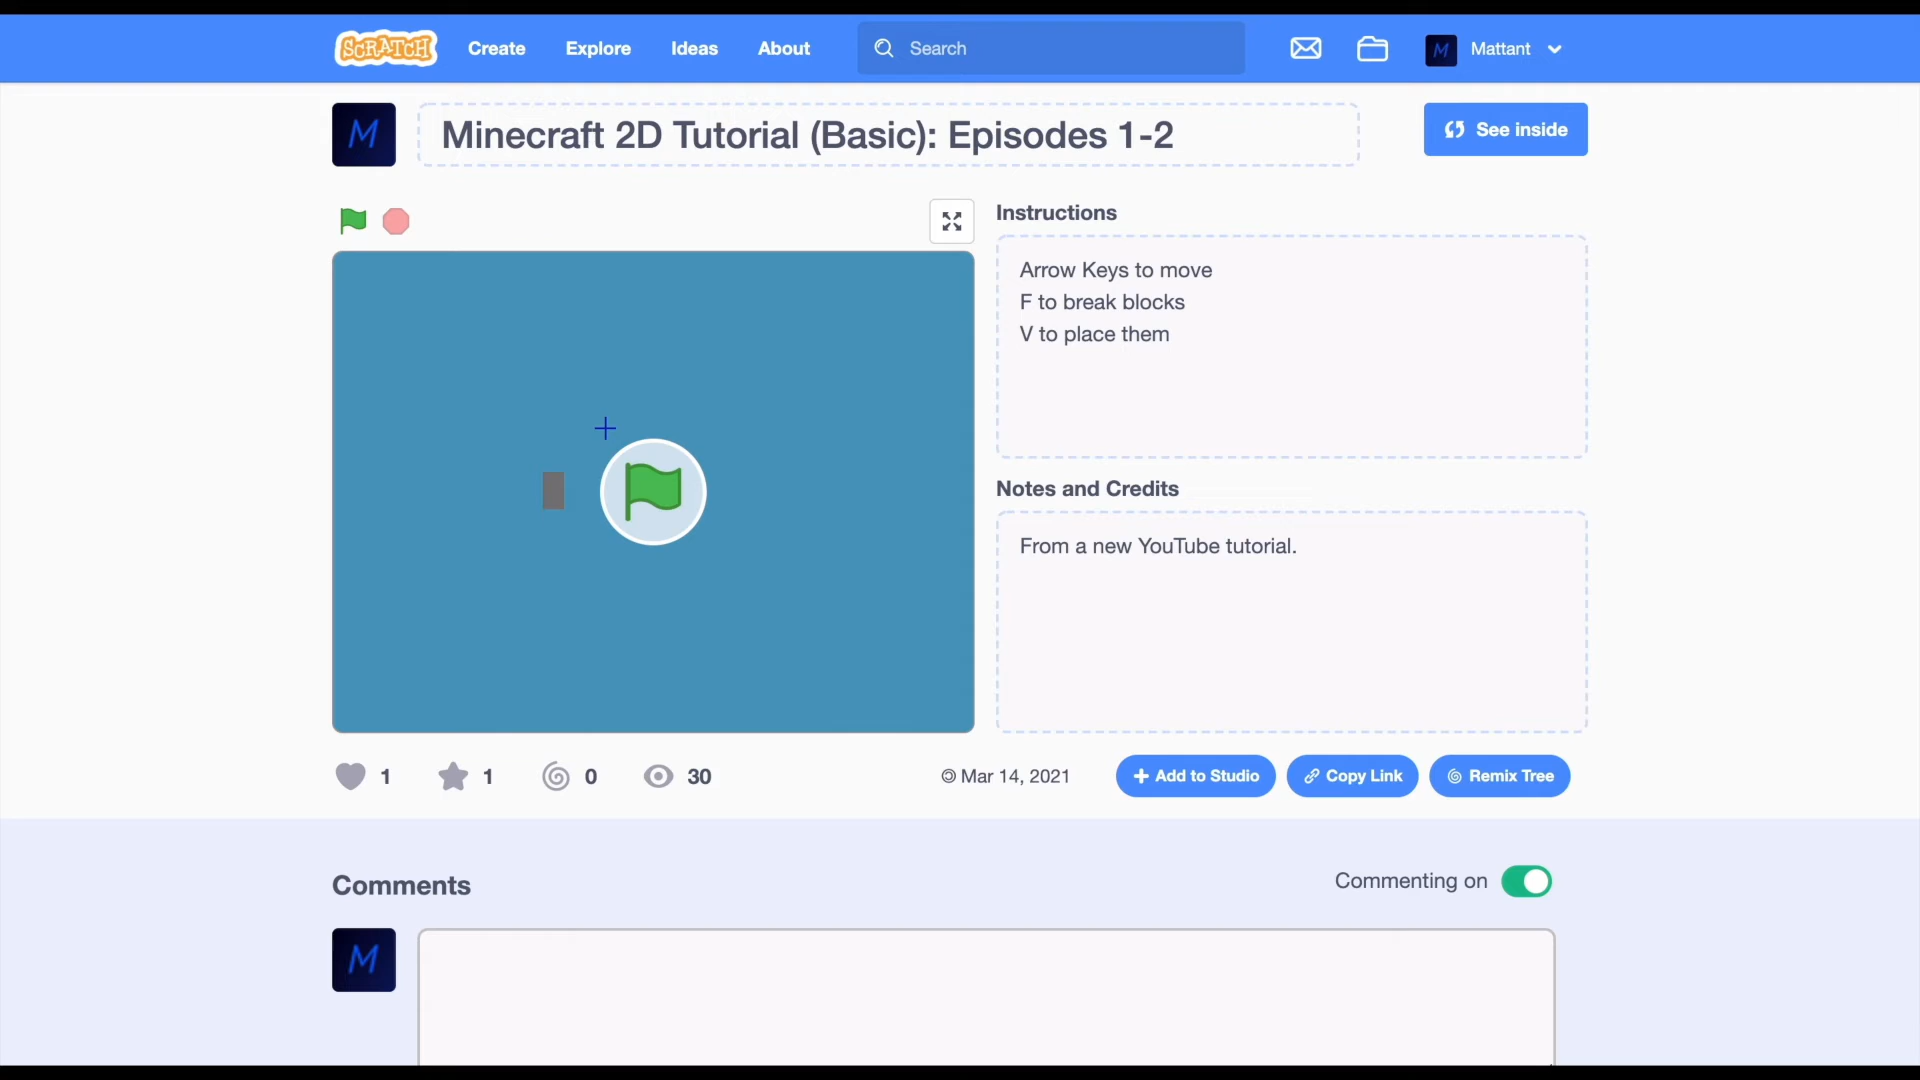 SCRATCH
Create
Explore
Ideas
About
Search
M
Mattant
M
Minecraft 2D Tutorial (Basic): Episodes 1-2
See inside
Instructions
Arrow Keys to move
F to break blocks
V to place them
Notes and Credits
From a new YouTube tutorial.
1
1
0
30
© Mar 14, 2021
Add to Studio
Copy Link
Remix Tree
Comments
Commenting on
M